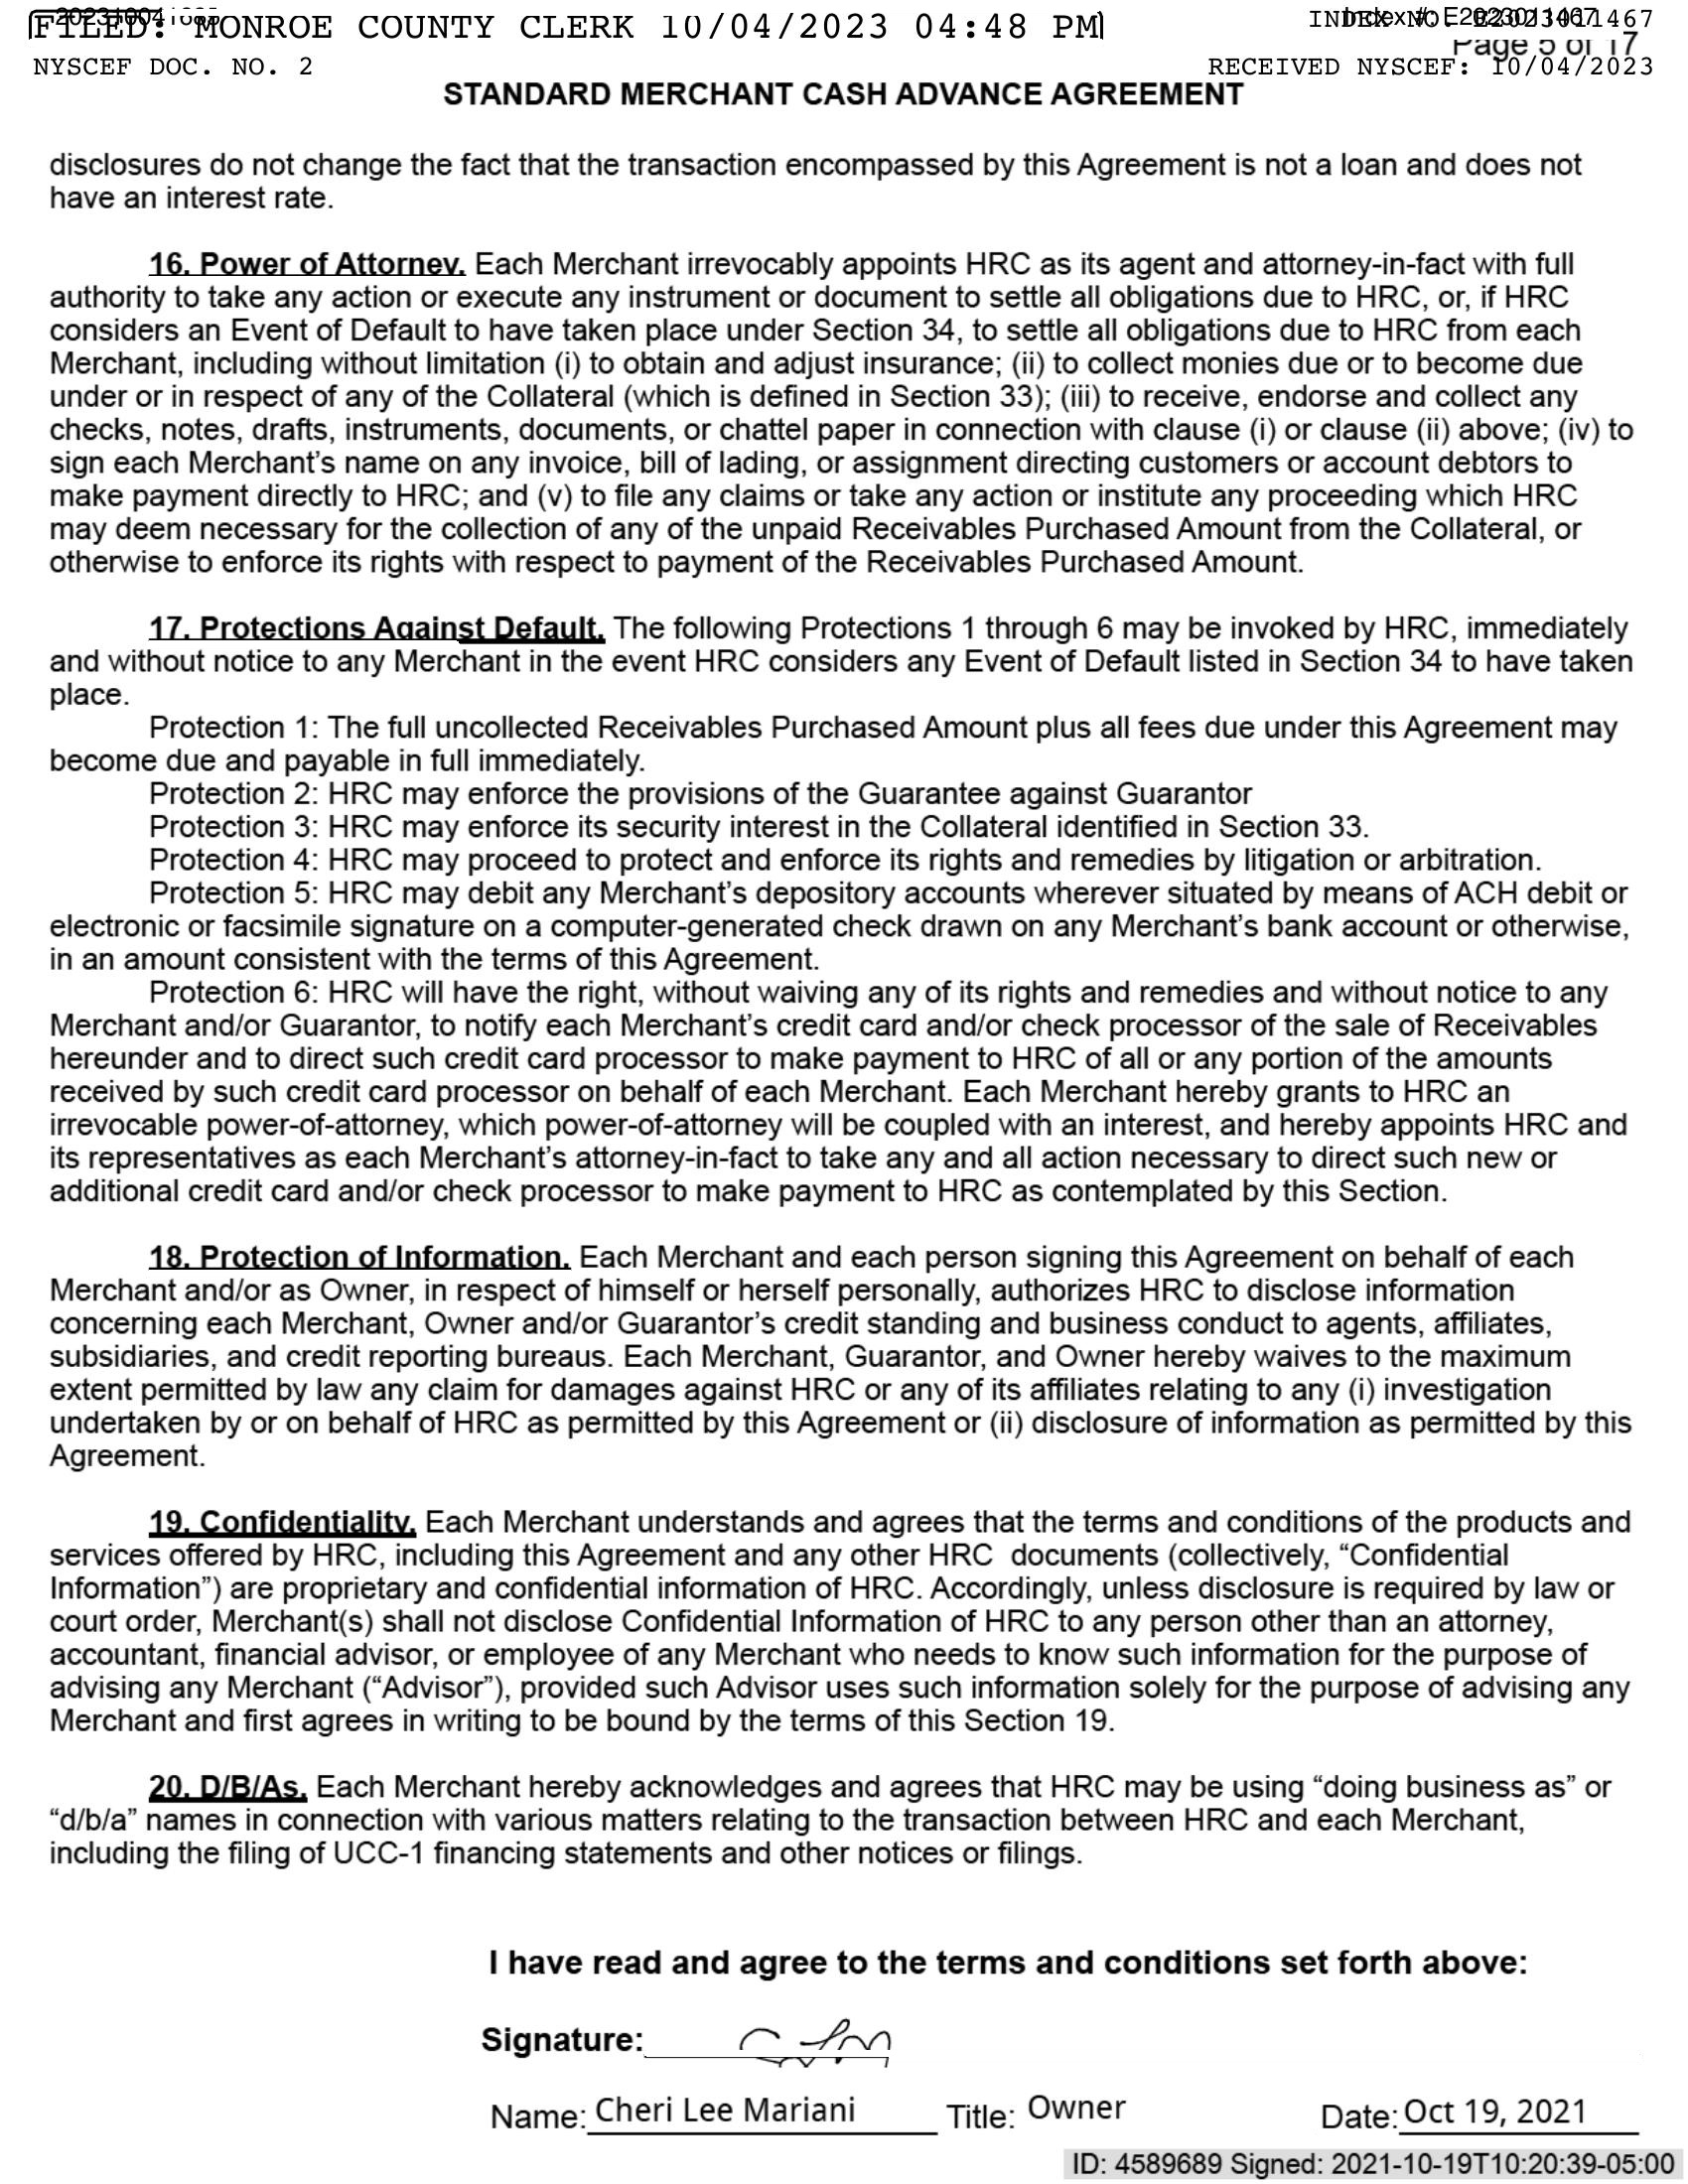 202310041085
FILED: MONROE COUNTY CLERK 10/04/2023 04:48 PM
INDEX NO. E2023011467
Index #: E2023011467
Page 5 of 17
NYSCEF DOC. NO. 2
RECEIVED NYSCEF: 10/04/2023
STANDARD MERCHANT CASH ADVANCE AGREEMENT
disclosures do not change the fact that the transaction encompassed by this Agreement is not a loan and does not
have an interest rate.
16. Power of Attorney. Each Merchant irrevocably appoints HRC as its agent and attorney-in-fact with full
authority to take any action or execute any instrument or document to settle all obligations due to HRC, or, if HRC
considers an Event of Default to have taken place under Section 34, to settle all obligations due to HRC from each
Merchant, including without limitation (i) to obtain and adjust insurance; (ii) to collect monies due or to become due
under or in respect of any of the Collateral (which is defined in Section 33); (iii) to receive, endorse and collect any
checks, notes, drafts, instruments, documents, or chattel paper in connection with clause (i) or clause (ii) above; (iv) to
sign each Merchant’s name on any invoice, bill of lading, or assignment directing customers or account debtors to
make payment directly to HRC; and (v) to file any claims or take any action or institute any proceeding which HRC
may deem necessary for the collection of any of the unpaid Receivables Purchased Amount from the Collateral, or
otherwise to enforce its rights with respect to payment of the Receivables Purchased Amount.
17. Protections Against Default. The following Protections 1 through 6 may be invoked by HRC, immediately
and without notice to any Merchant in the event HRC considers any Event of Default listed in Section 34 to have taken
place.
Protection 1: The full uncollected Receivables Purchased Amount plus all fees due under this Agreement may
become due and payable in full immediately.
Protection 2: HRC may enforce the provisions of the Guarantee against Guarantor
Protection 3: HRC may enforce its security interest in the Collateral identified in Section 33.
Protection 4: HRC may proceed to protect and enforce its rights and remedies by litigation or arbitration.
Protection 5: HRC may debit any Merchant’s depository accounts wherever situated by means of ACH debit or
electronic or facsimile signature on a computer-generated check drawn on any Merchant’s bank account or otherwise,
in an amount consistent with the terms of this Agreement.
Protection 6: HRC will have the right, without waiving any of its rights and remedies and without notice to any
Merchant and/or Guarantor, to notify each Merchant’s credit card and/or check processor of the sale of Receivables
hereunder and to direct such credit card processor to make payment to HRC of all or any portion of the amounts
received by such credit card processor on behalf of each Merchant. Each Merchant hereby grants to HRC an
irrevocable power-of-attorney, which power-of-attorney will be coupled with an interest, and hereby appoints HRC and
its representatives as each Merchant’s attorney-in-fact to take any and all action necessary to direct such new or
additional credit card and/or check processor to make payment to HRC as contemplated by this Section.
18. Protection of Information. Each Merchant and each person signing this Agreement on behalf of each
Merchant and/or as Owner, in respect of himself or herself personally, authorizes HRC to disclose information
concerning each Merchant, Owner and/or Guarantor’s credit standing and business conduct to agents, affiliates,
subsidiaries, and credit reporting bureaus. Each Merchant, Guarantor, and Owner hereby waives to the maximum
extent permitted by law any claim for damages against HRC or any of its affiliates relating to any (i) investigation
undertaken by or on behalf of HRC as permitted by this Agreement or (ii) disclosure of information as permitted by this
Agreement.
19. Confidentiality. Each Merchant understands and agrees that the terms and conditions of the products and
services offered by HRC, including this Agreement and any other HRC documents (collectively, “Confidential
Information”) are proprietary and confidential information of HRC. Accordingly, unless disclosure is required by law or
court order, Merchant(s) shall not disclose Confidential Information of HRC to any person other than an attorney,
accountant, financial advisor, or employee of any Merchant who needs to know such information for the purpose of
advising any Merchant (“Advisor”), provided such Advisor uses such information solely for the purpose of advising any
Merchant and first agrees in writing to be bound by the terms of this Section 19.
20. D/B/As. Each Merchant hereby acknowledges and agrees that HRC may be using “doing business as” or
“d/b/a” names in connection with various matters relating to the transaction between HRC and each Merchant,
including the filing of UCC-1 financing statements and other notices or filings.
I have read and agree to the terms and conditions set forth above:
Signature:
Name: Cheri Lee Mariani Title: Owner Date: Oct 19, 2021
ID: 4589689 Signed: 2021-10-19T10:20:39-05:00